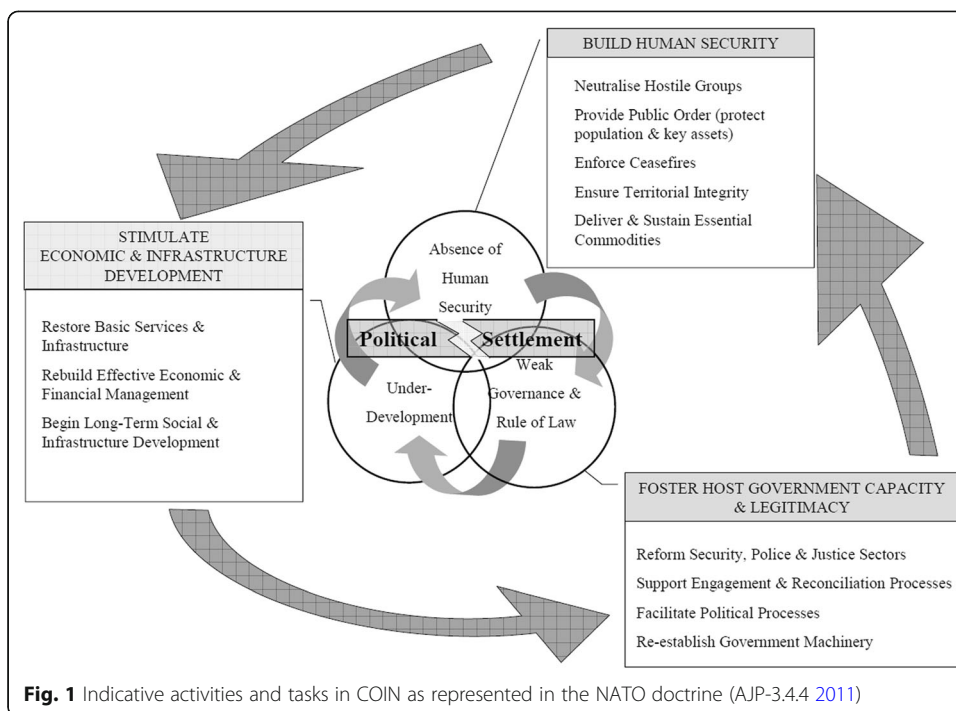 BUILD HUMAN SECURITY
Neutralise Hostile Groups
Provide Public Order (protect
population & key assets)
Enforce Ceasefires
Ensure Territorial Integrity
Deliver & Sustain Essential
Commodities
STIMULATE
ECONOMIC & INFRASTRUCTURE
DEVELOPMENT
Restore Basic Services &
Infrastructure
Rebuild Effective Economic &
Financial Management
Begin Long-Term Social &
Infrastructure Development
Absence of
Human
Security
Political Settlement
Under-
Development
Weak
Governance &
Rule of Law
FOSTER HOST GOVERNMENT CAPACITY
& LEGITIMACY
Reform Security, Police & Justice Sectors
Support Engagement & Reconciliation Processes
Facilitate Political Processes
Re-establish Government Machinery
Fig. 1 Indicative activities and tasks in COIN as represented in the NATO doctrine (AJP-3.4.4 2011)